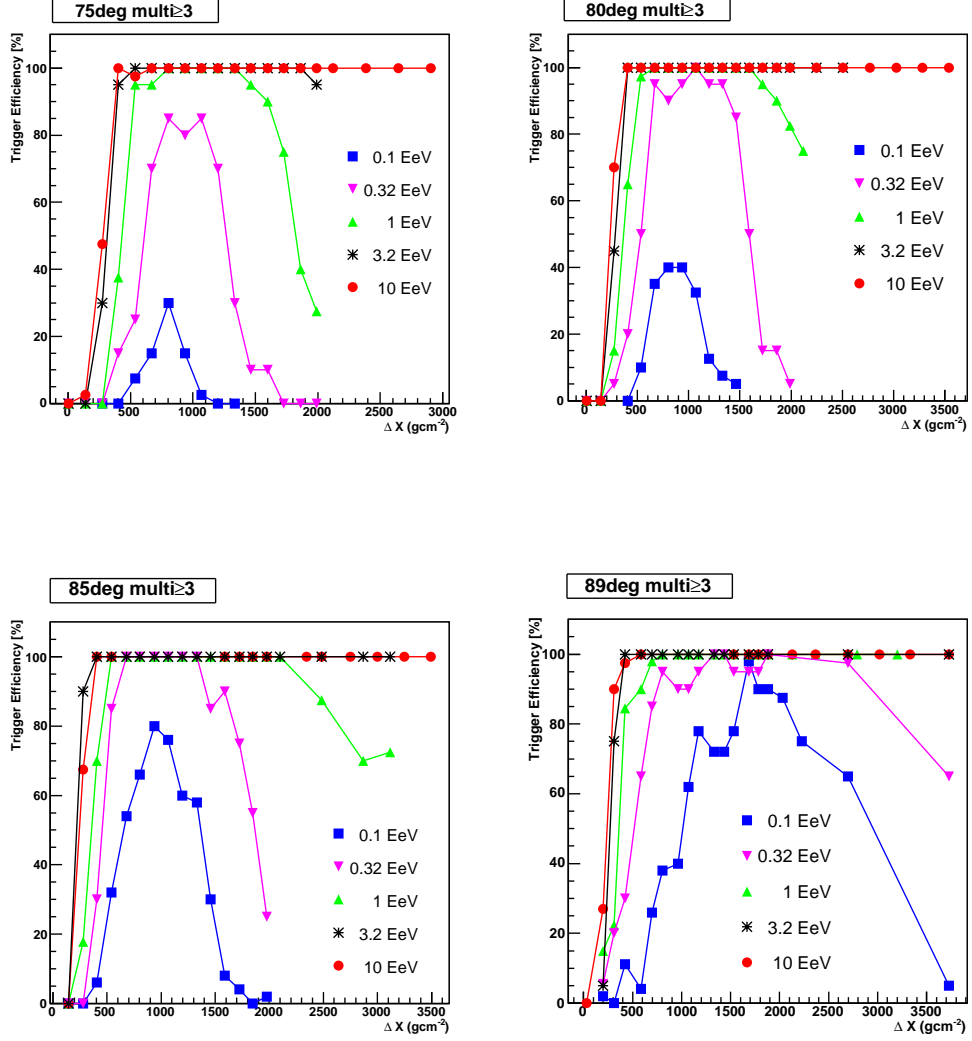 75deg multi≥3
Trigger Efficiency [%]
100
80
60
40
20
0
0 500 1000 1500 2000 2500 3000
Δ X (gcm⁻²)
0.1 EeV
0.32 EeV
1 EeV
3.2 EeV
10 EeV
80deg multi≥3
Trigger Efficiency [%]
100
80
60
40
20
0
0 500 1000 1500 2000 2500 3000 3500
Δ X (gcm⁻²)
0.1 EeV
0.32 EeV
1 EeV
3.2 EeV
10 EeV
85deg multi≥3
Trigger Efficiency [%]
100
80
60
40
20
0
0 500 1000 1500 2000 2500 3000 3500
Δ X (gcm⁻²)
0.1 EeV
0.32 EeV
1 EeV
3.2 EeV
10 EeV
89deg multi≥3
Trigger Efficiency [%]
100
80
60
40
20
0
0 500 1000 1500 2000 2500 3000 3500
Δ X (gcm⁻²)
0.1 EeV
0.32 EeV
1 EeV
3.2 EeV
10 EeV